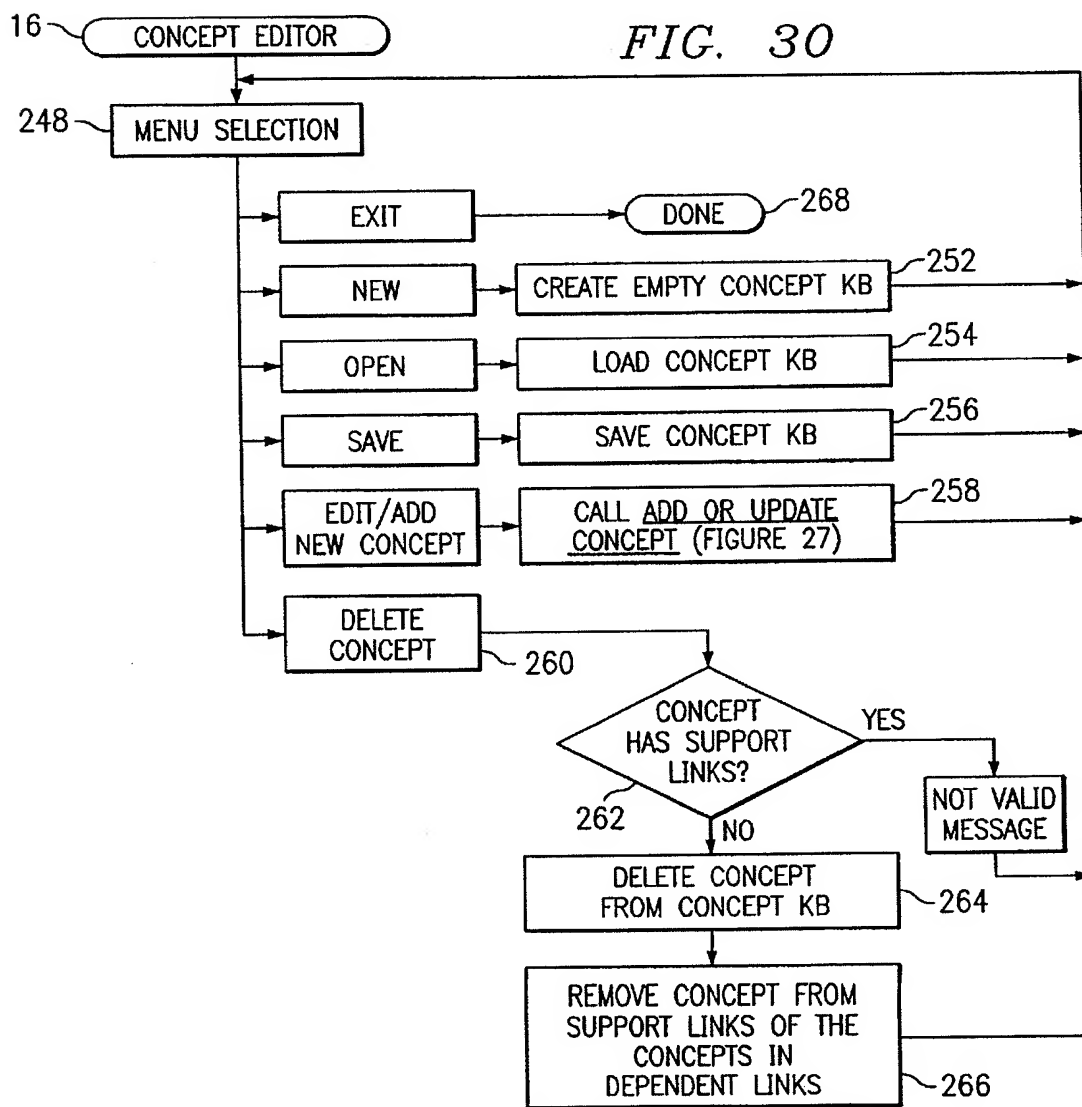 16
CONCEPT EDITOR
FIG. 30
248
MENU SELECTION
EXIT
DONE
268
NEW
CREATE EMPTY CONCEPT KB
252
OPEN
LOAD CONCEPT KB
254
SAVE
SAVE CONCEPT KB
256
EDIT/ADD
NEW CONCEPT
CALL ADD OR UPDATE
CONCEPT (FIGURE 27)
258
DELETE
CONCEPT
260
CONCEPT
HAS SUPPORT
LINKS?
262
YES
NOT VALID
MESSAGE
NO
DELETE CONCEPT
FROM CONCEPT KB
264
REMOVE CONCEPT FROM
SUPPORT LINKS OF THE
CONCEPTS IN
DEPENDENT LINKS
266